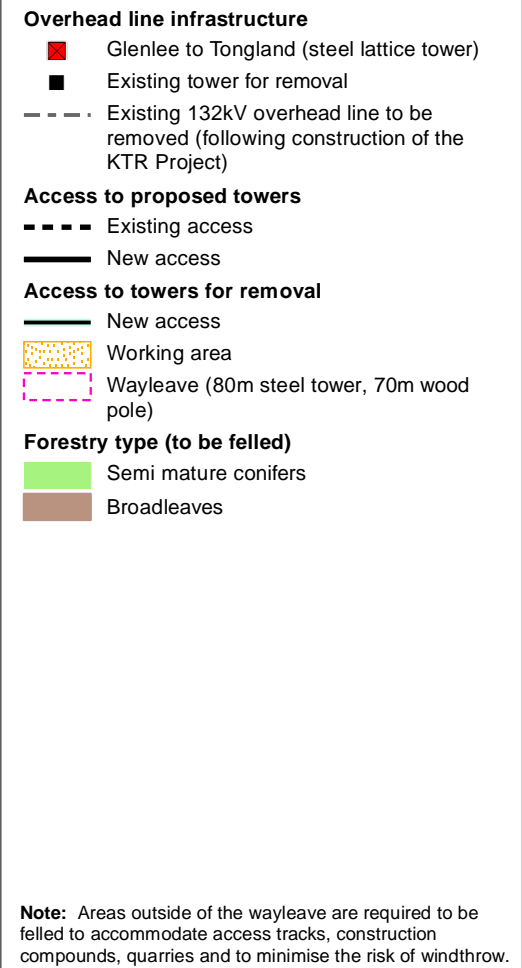 Overhead line infrastructure
Glenlee to Tongland (steel lattice tower)
Existing tower for removal
Existing 132kV overhead line to be
removed (following construction of the
KTR Project)
Access to proposed towers
Existing access
New access
Access to towers for removal
New access
Working area
Wayleave (80m steel tower, 70m wood
pole)
Forestry type (to be felled)
Semi mature conifers
Broadleaves
Note: Areas outside of the wayleave are required to be
felled to accommodate access tracks, construction
compounds, quarries and to minimise the risk of windthrow.